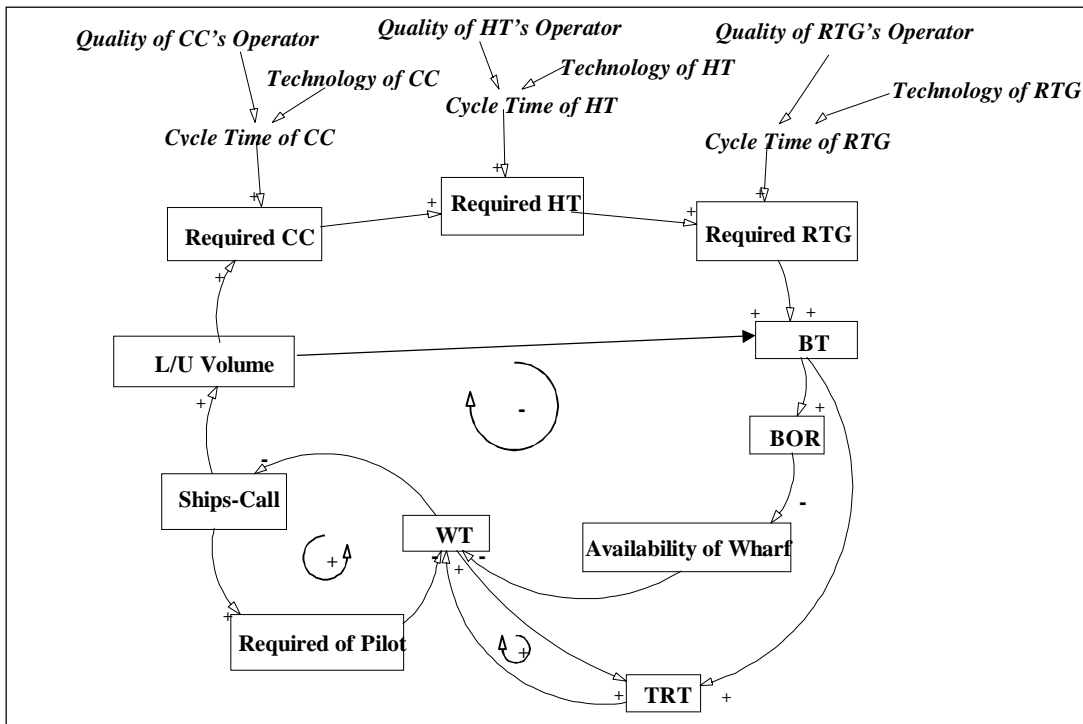 Quality of CC's Operator
Quality of HT's Operator
Quality of RTG's Operator
Technology of CC
Technology of HT
Technology of RTG
Cycle Time of CC
Cycle Time of HT
Cycle Time of RTG
+
+
+
+
+
Required CC
Required HT
Required RTG
+
+
+
L/U Volume
BT
-
+
+
BOR
-
Ships-Call
-
WT
Availability of Wharf
+
-
+
-
+
Required of Pilot
+
+
TRT
+